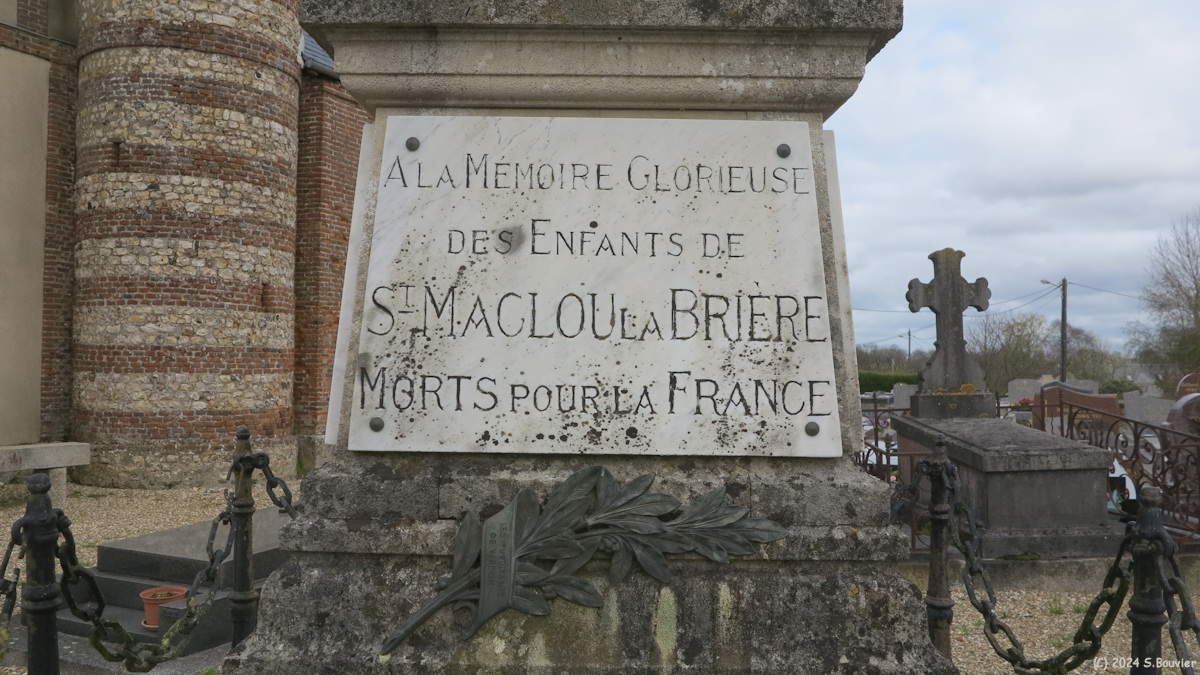 A LA MÉMOIRE GLORIEUSE
DES ENFANTS DE
ST MACLOU LA BRIÈRE
MORTS POUR LA FRANCE
(C) 2024 S.Bouvier